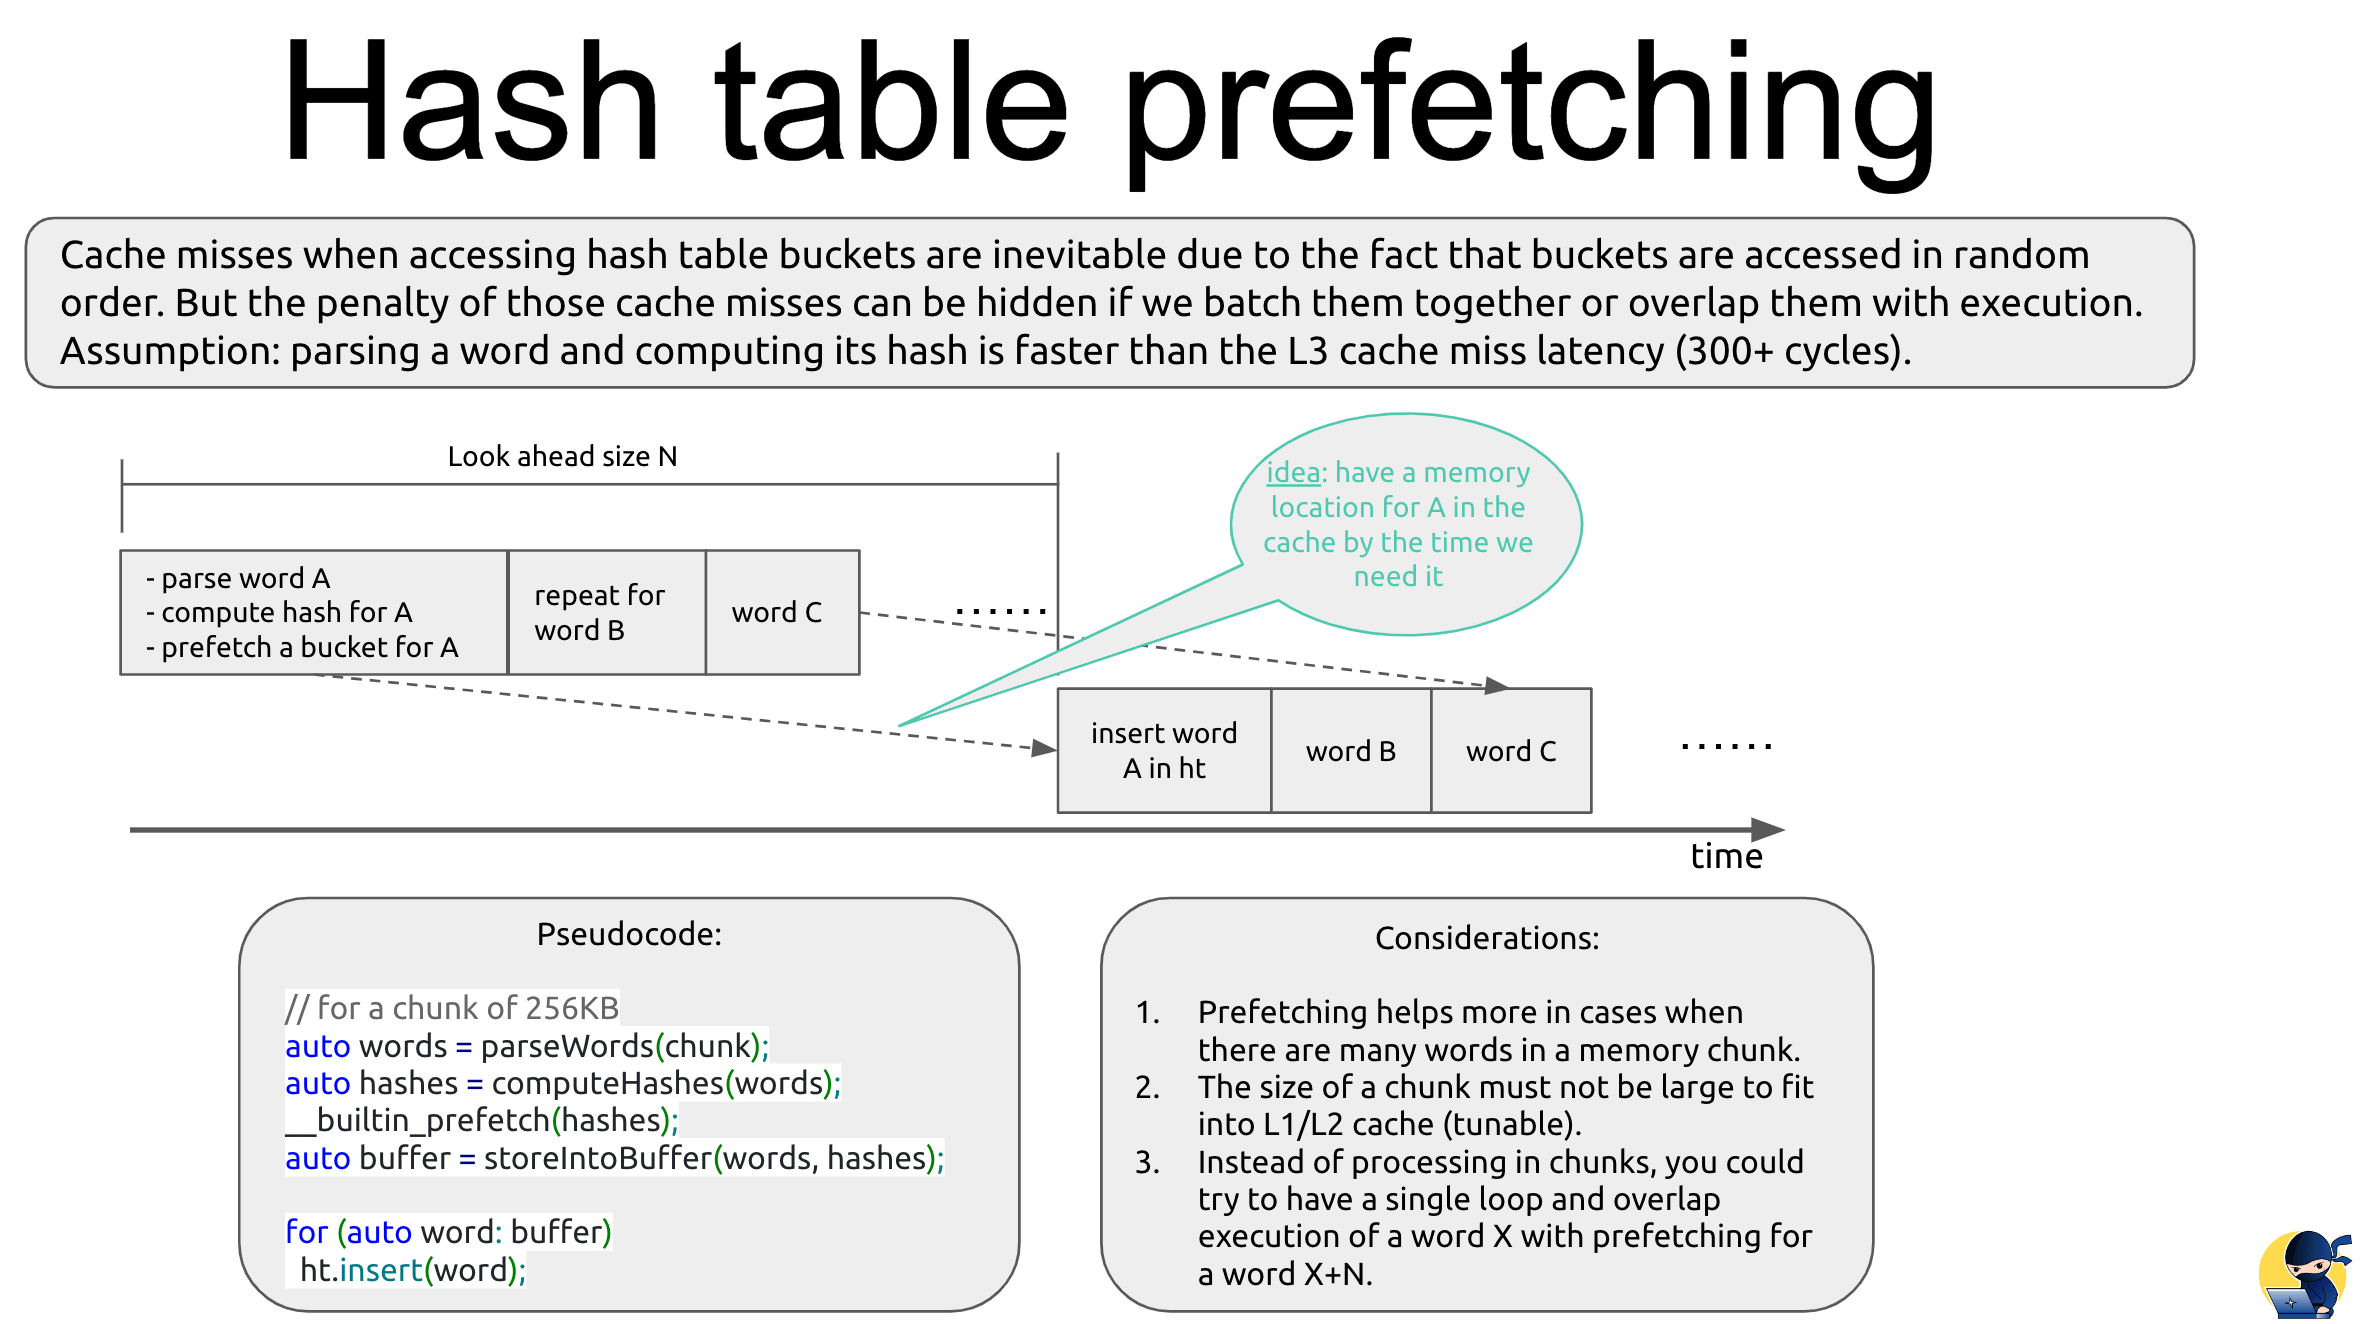 Hash table prefetching
Cache misses when accessing hash table buckets are inevitable due to the fact that buckets are accessed in random
order. But the penalty of those cache misses can be hidden if we batch them together or overlap them with execution.
Assumption: parsing a word and computing its hash is faster than the L3 cache miss latency (300+ cycles).
Look ahead size N
idea: have a memory
location for A in the
cache by the time we
need it
- parse word A
- compute hash for A
- prefetch a bucket for A
repeat for
word B
word C
......
insert word
A in ht
word B
word C
......
time
Pseudocode:
// for a chunk of 256KB
auto words = parseWords(chunk);
auto hashes = computeHashes(words);
__builtin_prefetch(hashes);
auto buffer = storeIntoBuffer(words, hashes);
for (auto word: buffer)
ht.insert(word);
Considerations:
1. Prefetching helps more in cases when
there are many words in a memory chunk.
2. The size of a chunk must not be large to fit
into L1/L2 cache (tunable).
3. Instead of processing in chunks, you could
try to have a single loop and overlap
execution of a word X with prefetching for
a word X+N.